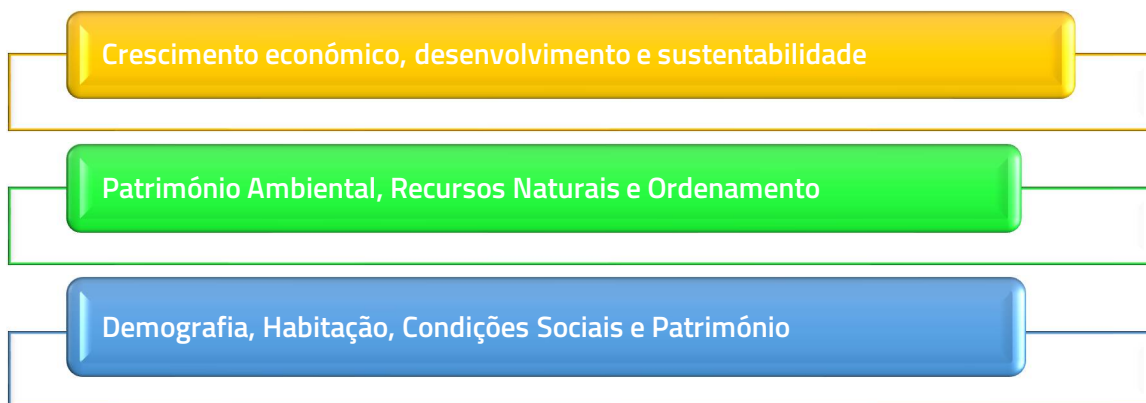 Crescimento económico, desenvolvimento e sustentabilidade
Património Ambiental, Recursos Naturais e Ordenamento
Demografia, Habitação, Condições Sociais e Património